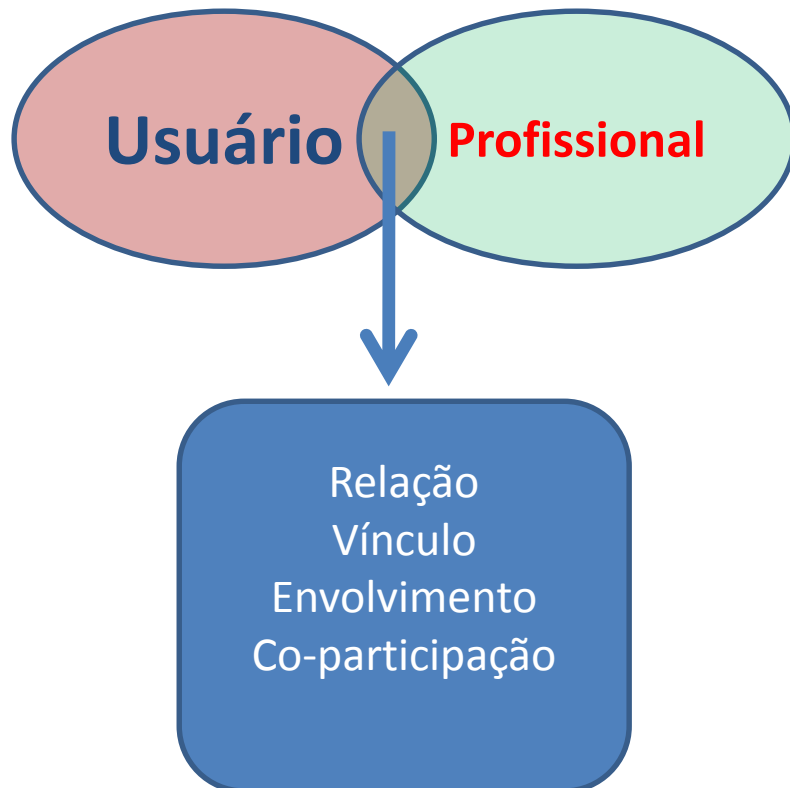 Usuário
Profissional
Relação
Vínculo
Envolvimento
Co-participação